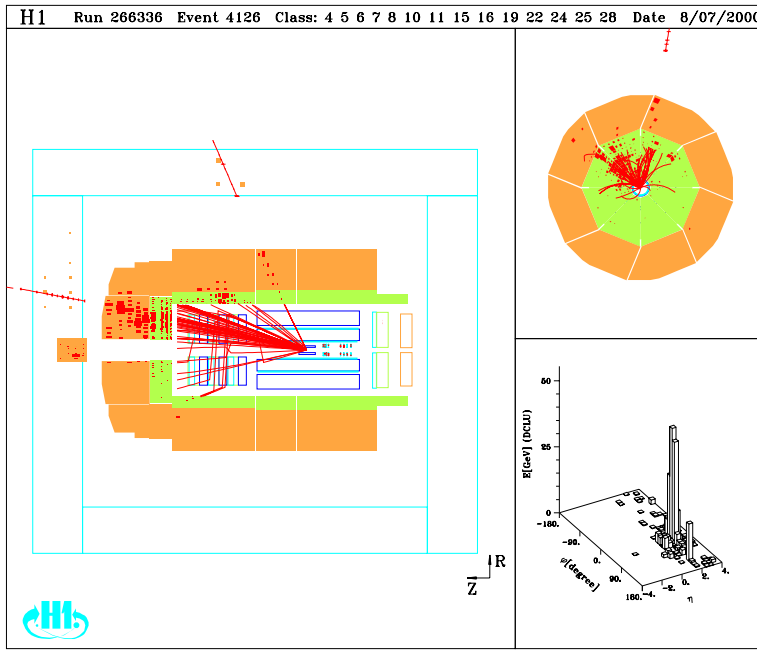 H1 Run 266336 Event 4126 Class: 4 5 6 7 8 10 11 15 16 19 22 24 25 28 Date 8/07/2000
R
Z
H1
E[GeV] (DCLU)
50
25
0
-180.
-90.
0.
90.
180.
φ[degree]
-4.
-2.
0.
2.
4.
η